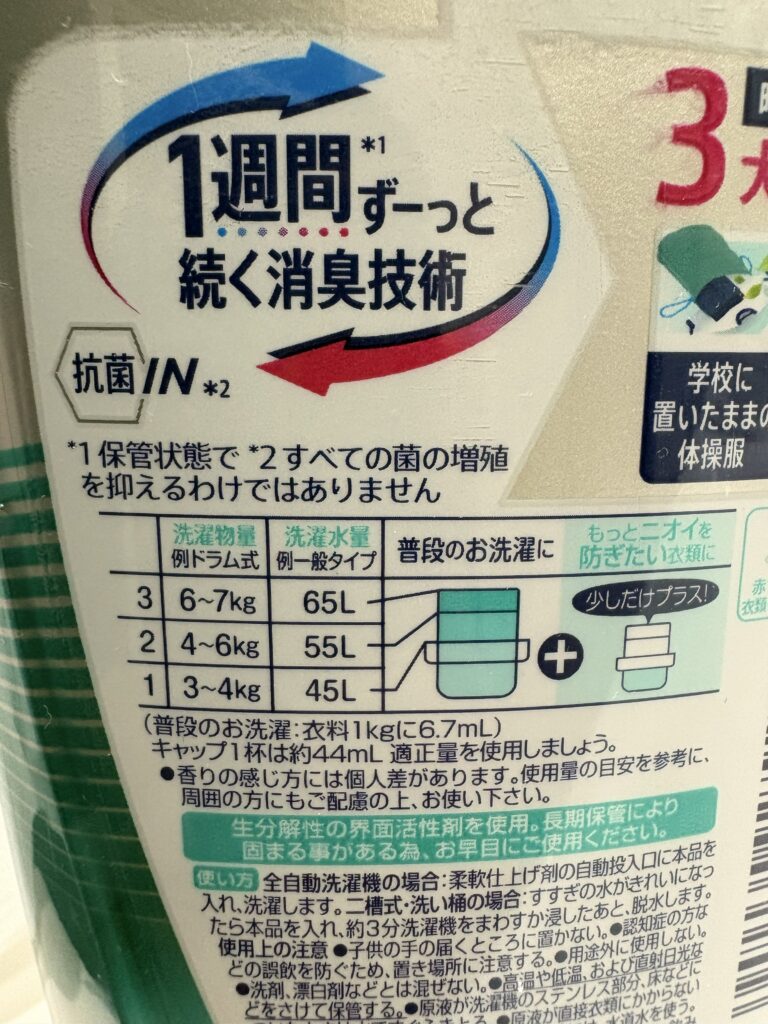 1週間*1ずーっと
続く消臭技術
抗菌IN*2
*1保管状態で *2すべての菌の増殖
を抑えるわけではありません
3
学校に
置いたままの
体操服
洗濯物量 洗濯水量 普段のお洗濯に もっとニオイを
例ドラム式 例一般タイプ 防ぎたい衣類に
3 6~7kg 65L 少しだけプラス!
2 4~6kg 55L
1 3~4kg 45L
赤
衣類
(普段のお洗濯:衣料1kgに6.7mL)
キャップ1杯は約44mL 適正量を使用しましょう。
●香りの感じ方には個人差があります。使用量の目安を参考に、
周囲の方にもご配慮の上、お使い下さい。
生分解性の界面活性剤を使用。長期保管により
固まる事がある為、お早目にご使用ください。
使い方 全自動洗濯機の場合:柔軟仕上げ剤の自動投入口に本品を
入れ、洗濯します。二槽式・洗い桶の場合:すすぎの水がきれいになっ
たら本品を入れ、約3分洗濯機をまわすか浸したあと、脱水します。
使用上の注意 ●子供の手の届くところに置かない。●認知症の方な
どの誤飲を防ぐため、置き場所に注意する。●用途外に使用しない。
●洗剤、漂白剤などとは混ぜない。●高温や低温、および直射日光な
どをさけて保管する。●原液が洗濯機のステンレス部分、床などに
●原液が直接衣類にかからない
水道水を使う。